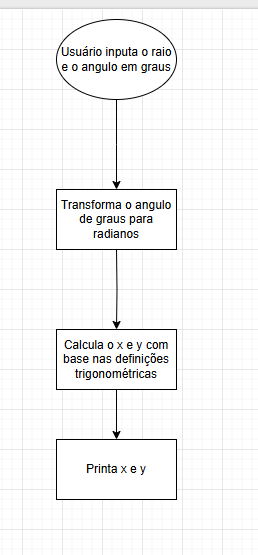 Usuário inputa o raio
e o angulo em graus
Transforma o angulo
de graus para
radianos
Calcula o x e y com
base nas definições
trigonométricas
Printa x e y